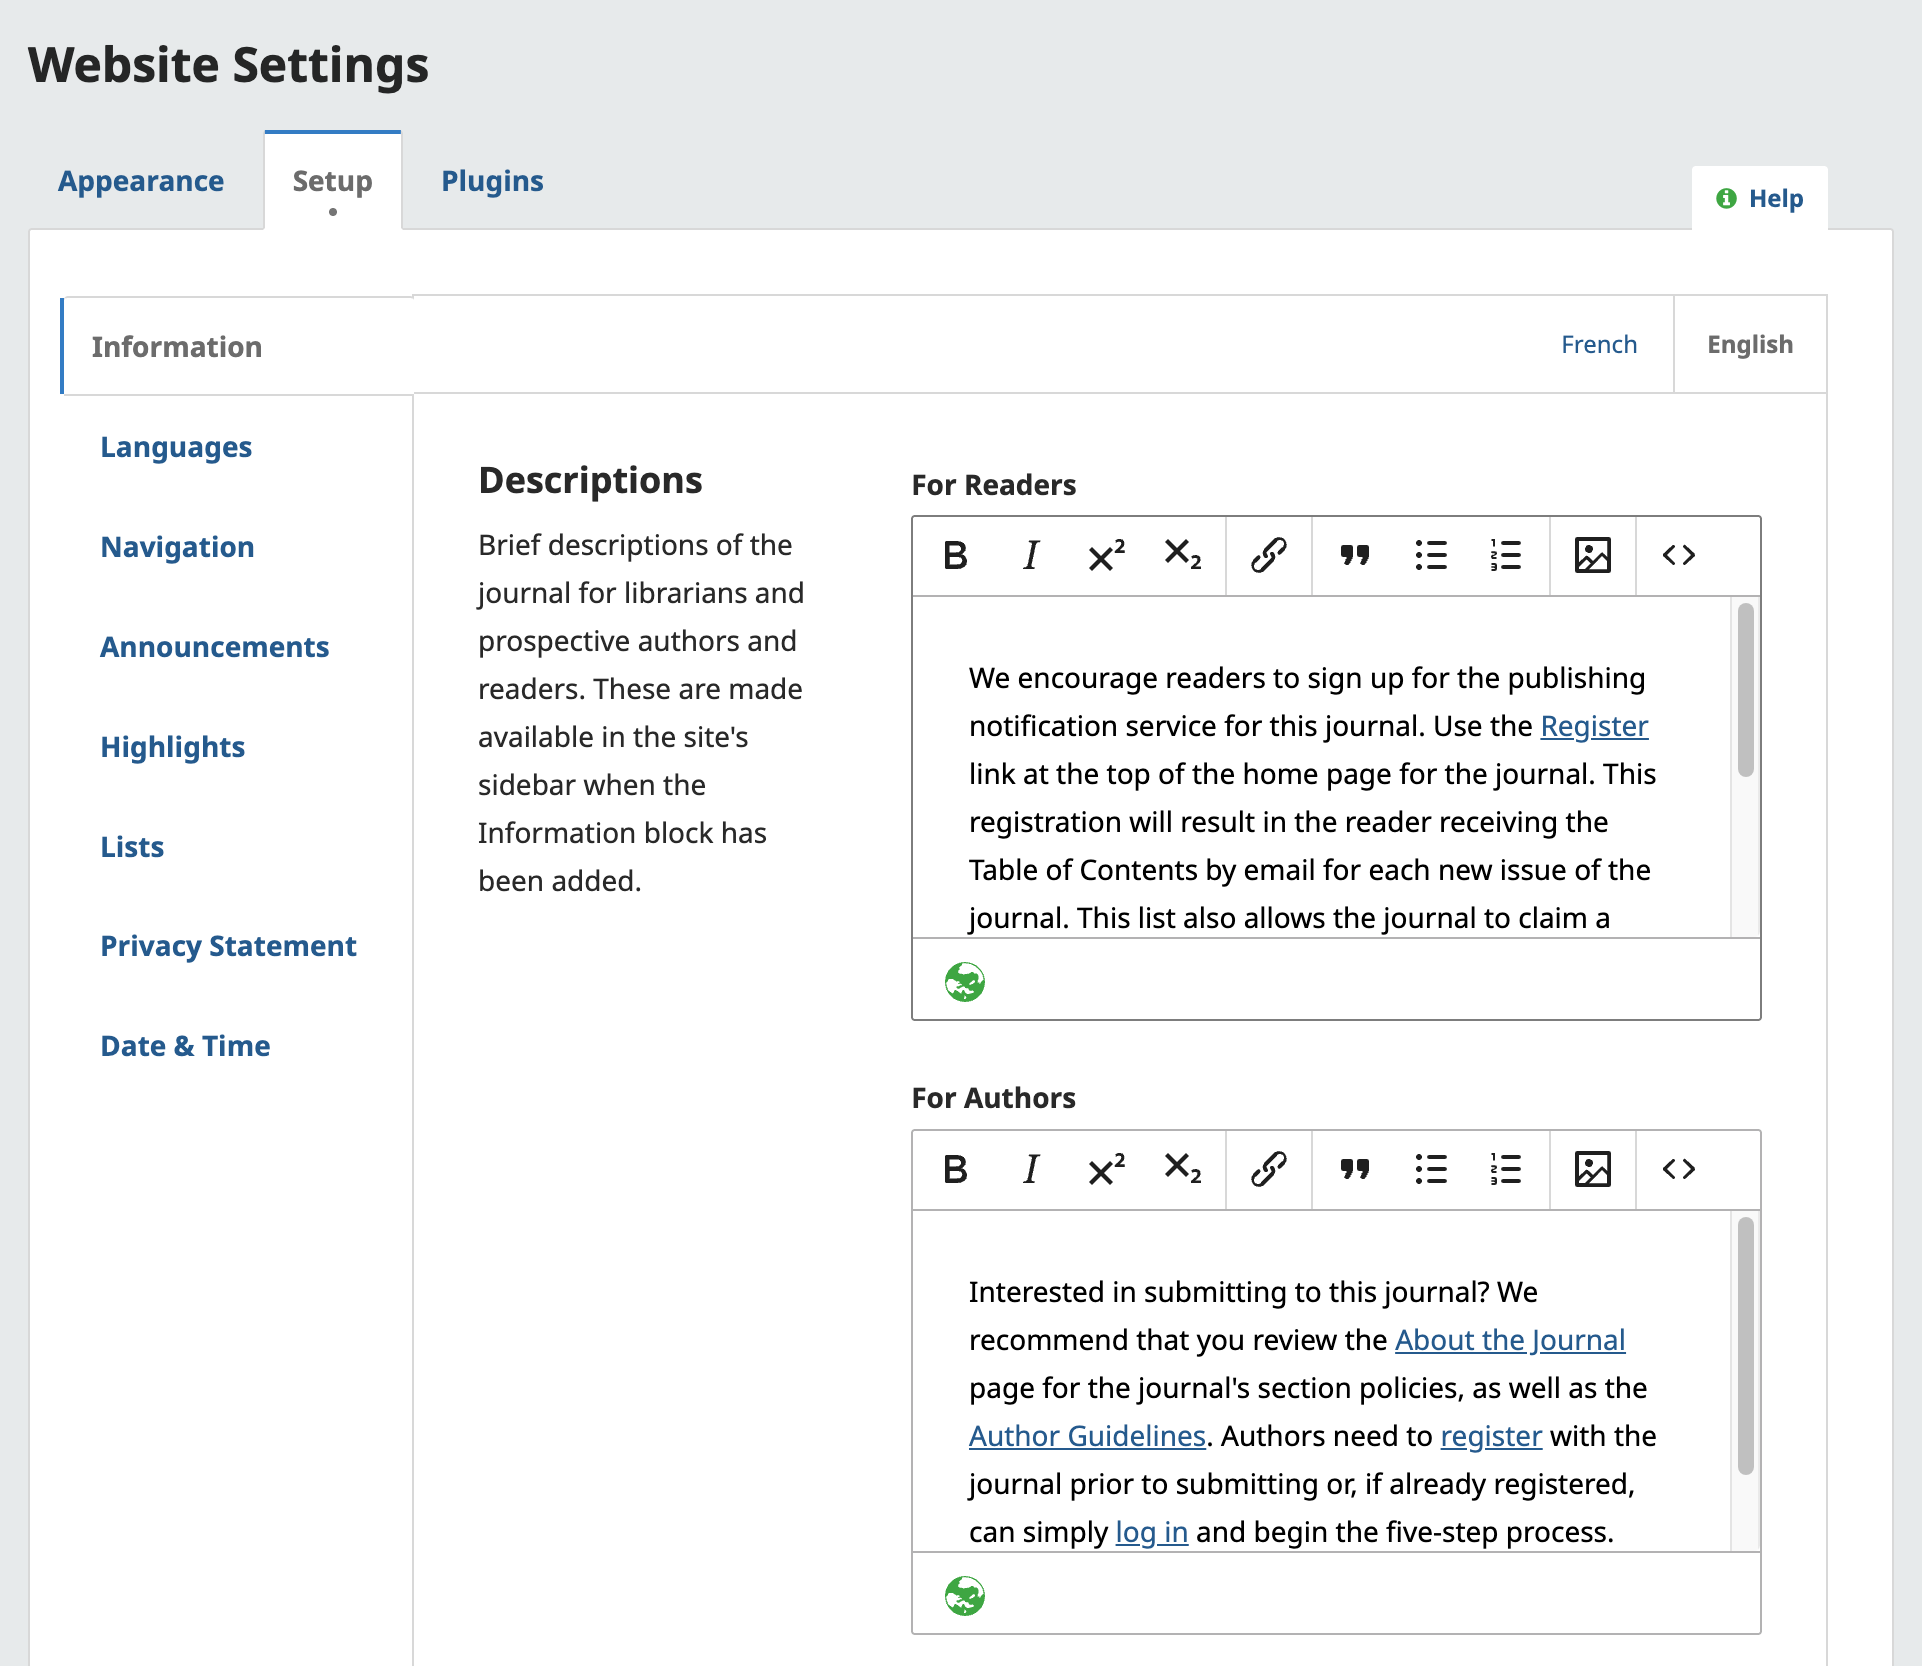 Website Settings
Appearance
Setup
Plugins
Help
Information
French
English
Languages
Navigation
Announcements
Highlights
Lists
Privacy Statement
Date & Time
Descriptions
Brief descriptions of the
journal for librarians and
prospective authors and
readers. These are made
available in the site's
sidebar when the
Information block has
been added.
For Readers
We encourage readers to sign up for the publishing
notification service for this journal. Use the Register
link at the top of the home page for the journal. This
registration will result in the reader receiving the
Table of Contents by email for each new issue of the
journal. This list also allows the journal to claim a
For Authors
Interested in submitting to this journal? We
recommend that you review the About the Journal
page for the journal's section policies, as well as the
Author Guidelines. Authors need to register with the
journal prior to submitting or, if already registered,
can simply log in and begin the five-step process.